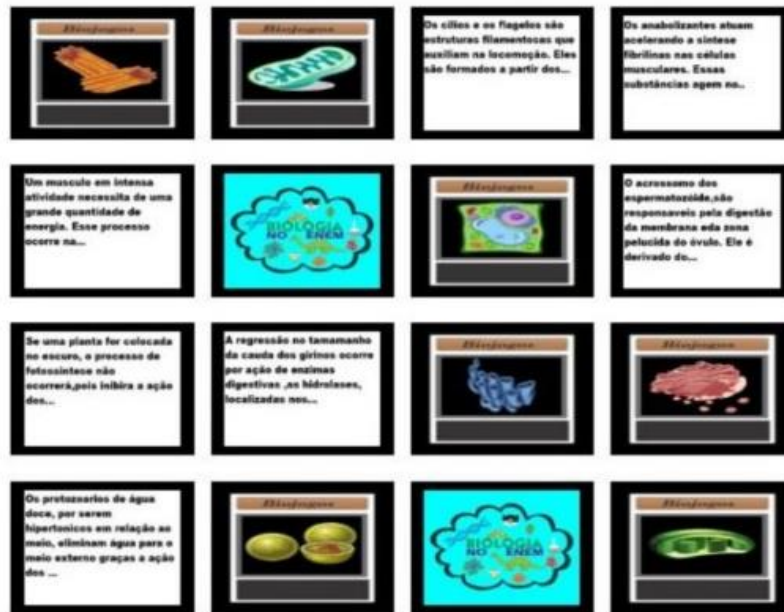 Biojogos
Biojogos
Os cílios e os flagelos são
estruturas filamentosas que
auxiliam na locomoção. Eles
são formados a partir dos...
Os anabolizantes atuam
acelerando a sintese
fibrilinas nas células
musculares. Essas
substâncias agem no..
Um musculo em intensa
atividade necessita de uma
grande quantidade de
energia. Esse processo
ocorre na...
BIOLOGIA
NO ENEM
Biojogos
O acrossomo dos
espermatozóide,são
responsaveis pela digestão
da membrana eda zona
pelucida do óvulo. Ele é
derivado do...
Se uma planta for colocada
no escuro, o processo de
fotossintese não
ocorrerá,pois inibira a ação
dos...
A regressão no tamamanho
da cauda dos girinos ocorre
por ação de enzimas
digestivas ,as hidrolases,
localizadas nos...
Biojogos
Biojogos
Os protozoarios de água
doce, por serem
hipertonicos em relação ao
meio, eliminam água para o
meio externo graças a ação
dos ...
Biojogos
BIOLOGIA
NO ENEM
Biojogos